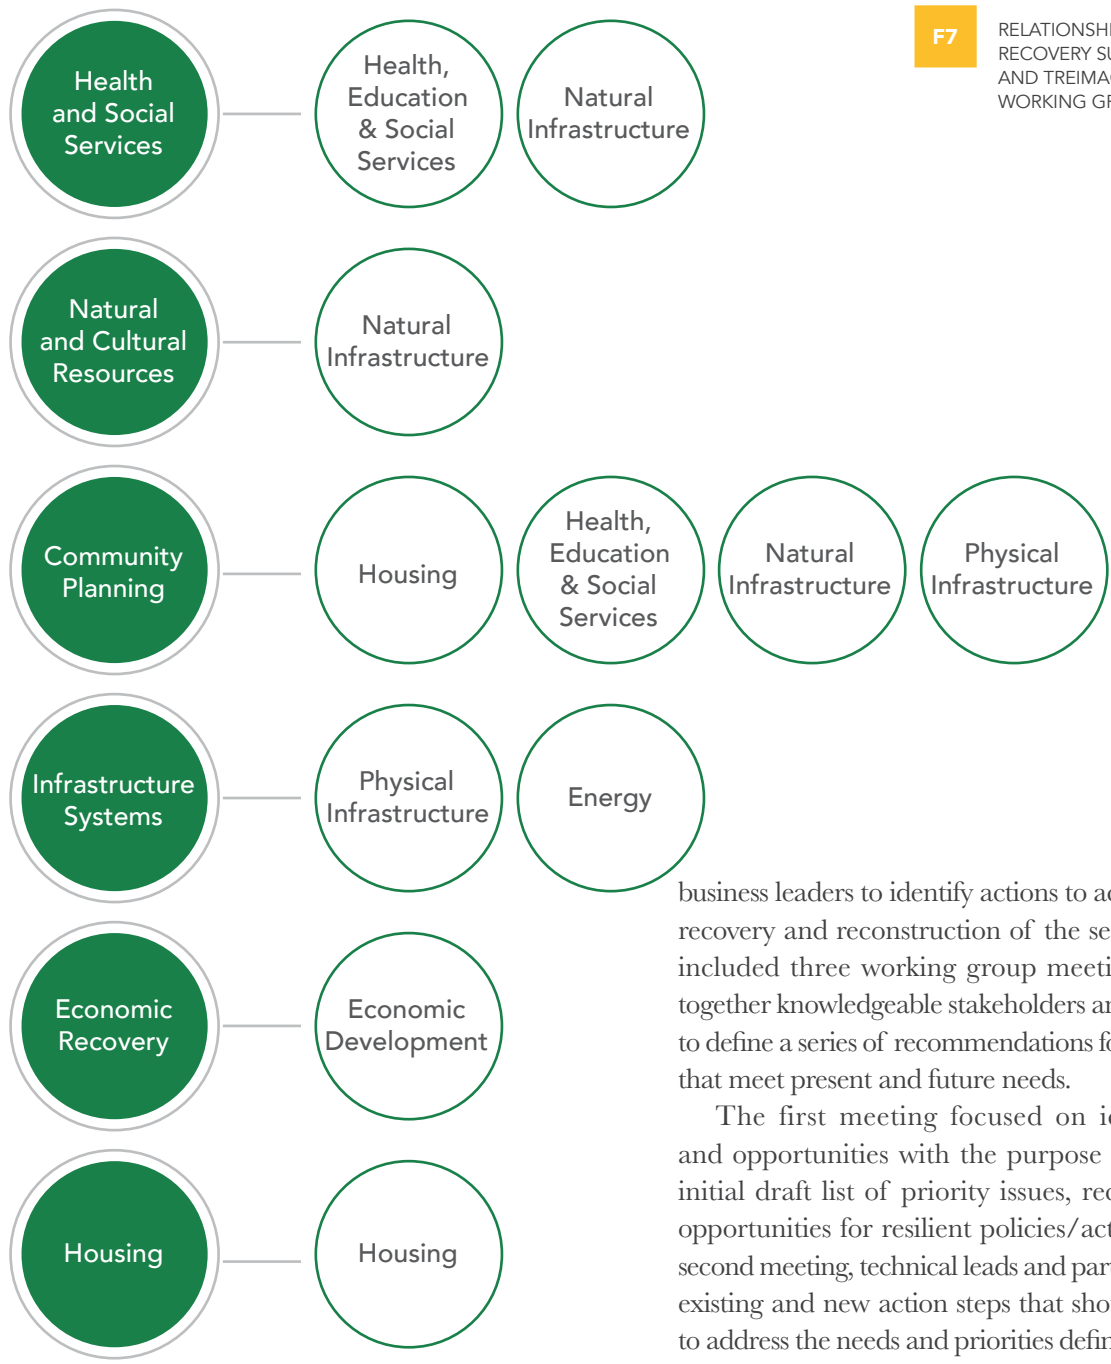 F7
RELATIONSHI
RECOVERY SU
AND TREIMAG
WORKING GR
Health
and Social
Services
Health,
Education
& Social
Services
Natural
Infrastructure
Natural
and Cultural
Resources
Natural
Infrastructure
Community
Planning
Housing
Health,
Education
& Social
Services
Natural
Infrastructure
Physical
Infrastructure
Infrastructure
Systems
Physical
Infrastructure
Energy
Economic
Recovery
Economic
Development
Housing
Housing
business leaders to identify actions to ac
recovery and reconstruction of the se
included three working group meeti
together knowledgeable stakeholders an
to define a series of recommendations fo
that meet present and future needs.
The first meeting focused on ic
and opportunities with the purpose
initial draft list of priority issues, rec
opportunities for resilient policies/act
second meeting, technical leads and part
existing and new action steps that sho
to address the needs and priorities defin